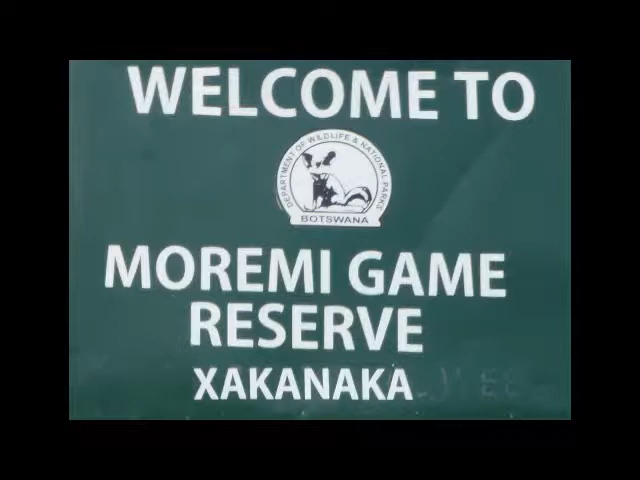 WELCOME TO
DEPARTMENT OF WILDLIFE & NATIONAL PARKS
BOTSWANA
MOREMI GAME
RESERVE
XAKANAKA